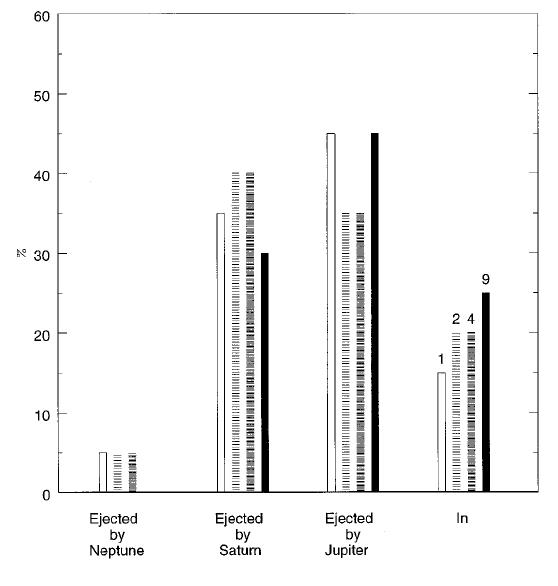 60
50
40
30
20
10
0
%
1
2
4
9
Ejected
by
Neptune
Ejected
by
Saturn
Ejected
by
Jupiter
In